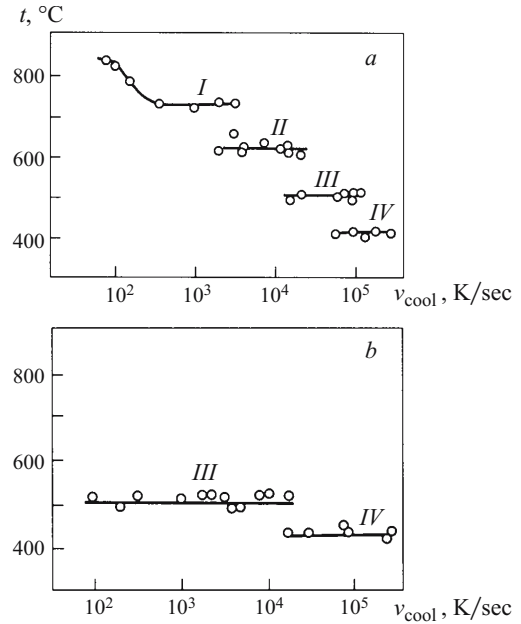 t, °C
a
800
I
II
600
III
IV
400
10² 10³ 10⁴ 10⁵ v_cool , K/sec
b
800
600
III
IV
400
10² 10³ 10⁴ 10⁵ v_cool , K/sec